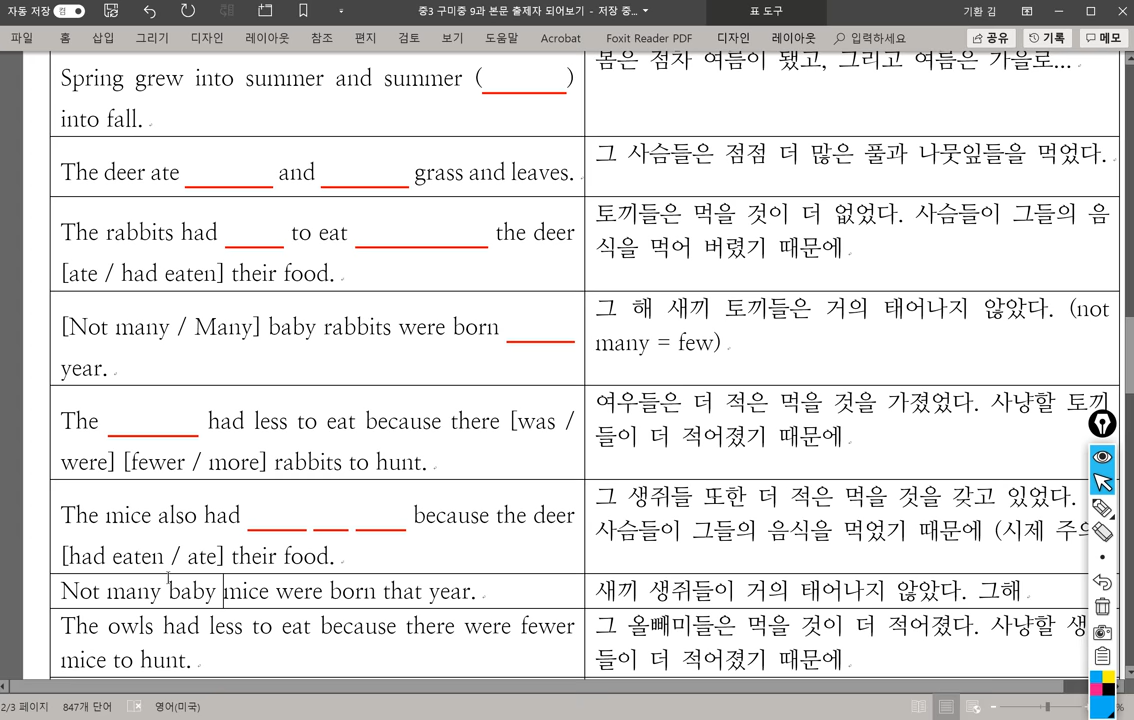 자동 저장 컴
중3 구미중 9과 본문 출제자 되어보기 - 저장 중...
표 도구
기환 김
파일 홈 삽입 그리기 디자인 레이아웃 참조 편지 검토 보기 도움말 Acrobat Foxit Reader PDF 디자인 레이아웃 입력하세요 공유 기록 메모
Spring grew into summer and summer ( )
into fall.
봄은 점차 여름이 됐고, 그리고 여름은 가을로...
The deer ate and grass and leaves.
그 사슴들은 점점 더 많은 풀과 나뭇잎들을 먹었다.
The rabbits had to eat the deer
[ate / had eaten] their food.
토끼들은 먹을 것이 더 없었다. 사슴들이 그들의 음
식을 먹어 버렸기 때문에
[Not many / Many] baby rabbits were born
year.
그 해 새끼 토끼들은 거의 태어나지 않았다. (not
many = few)
The had less to eat because there [was /
were] [fewer / more] rabbits to hunt.
여우들은 더 적은 먹을 것을 가졌었다. 사냥할 토끼
들이 더 적어졌기 때문에
The mice also had because the deer
[had eaten / ate] their food.
그 생쥐들 또한 더 적은 먹을 것을 갖고 있었다.
사슴들이 그들의 음식을 먹었기 때문에 (시제 주의
Not many baby mice were born that year.
새끼 생쥐들이 거의 태어나지 않았다. 그해
The owls had less to eat because there were fewer
mice to hunt.
그 올빼미들은 먹을 것이 더 적어졌다. 사냥할 생
들이 더 적어졌기 때문에
2/3 페이지 847개 단어 영어(미국) %